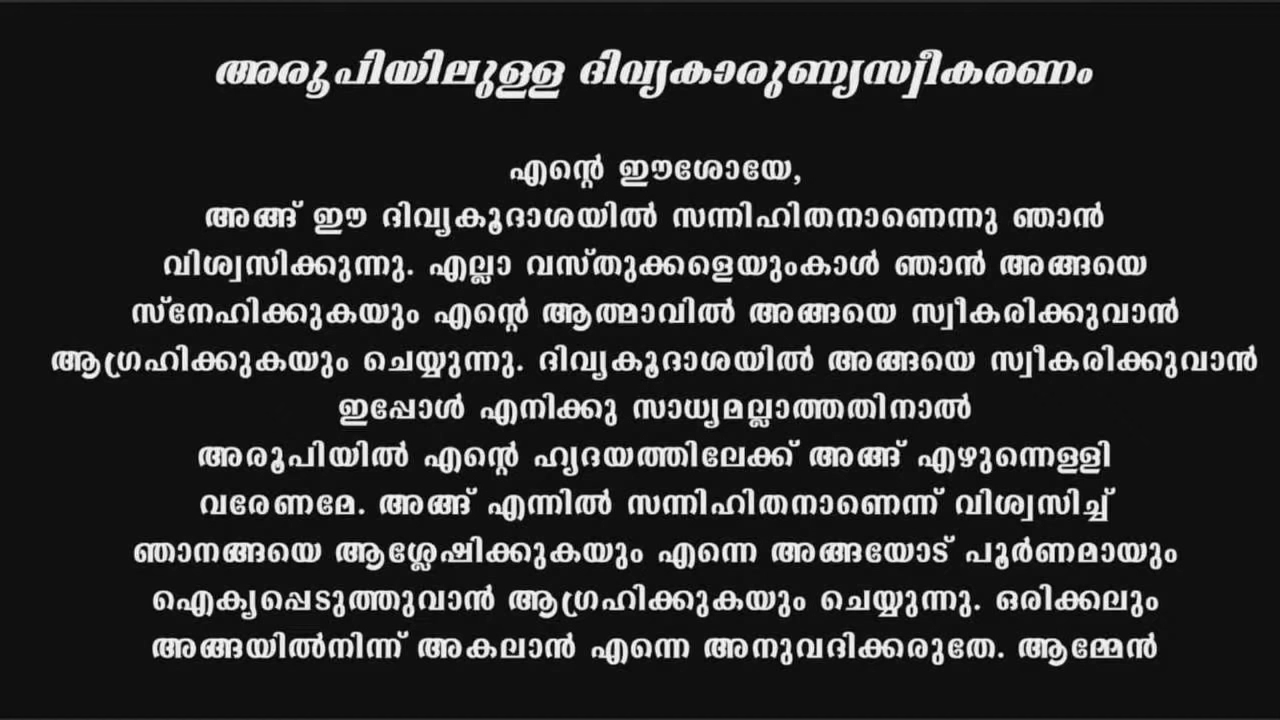 അരൂപിയിലുള്ള ദിവ്യകാരുണ്യസ്വീകരണം
എന്റെ ഈശോയേ,
അങ്ങ് ഈ ദിവ്യകൂദാശയിൽ സന്നിഹിതനാണെന്നു ഞാൻ
വിശ്വസിക്കുന്നു. എല്ലാ വസ്തുക്കളെയുംകാൾ ഞാൻ അങ്ങയെ
സ്നേഹിക്കുകയും എന്റെ ആത്മാവിൽ അങ്ങയെ സ്വീകരിക്കുവാൻ
ആഗ്രഹിക്കുകയും ചെയ്യുന്നു. ദിവ്യകൂദാശയിൽ അങ്ങയെ സ്വീകരിക്കുവാൻ
ഇപ്പോൾ എനിക്കു സാധ്യമല്ലാത്തതിനാൽ
അരൂപിയിൽ എന്റെ ഹൃദയത്തിലേക്ക് അങ്ങ് എഴുന്നെള്ളി
വരേണമേ. അങ്ങ് എന്നിൽ സന്നിഹിതനാണെന്ന് വിശ്വസിച്ച്
ഞാനങ്ങയെ ആശ്ലേഷിക്കുകയും എന്നെ അങ്ങയോട് പൂർണമായും
ഐക്യപ്പെടുത്തുവാൻ ആഗ്രഹിക്കുകയും ചെയ്യുന്നു. ഒരിക്കലും
അങ്ങയിൽനിന്ന് അകലാൻ എന്നെ അനുവദിക്കരുതേ. ആമ്മേൻ